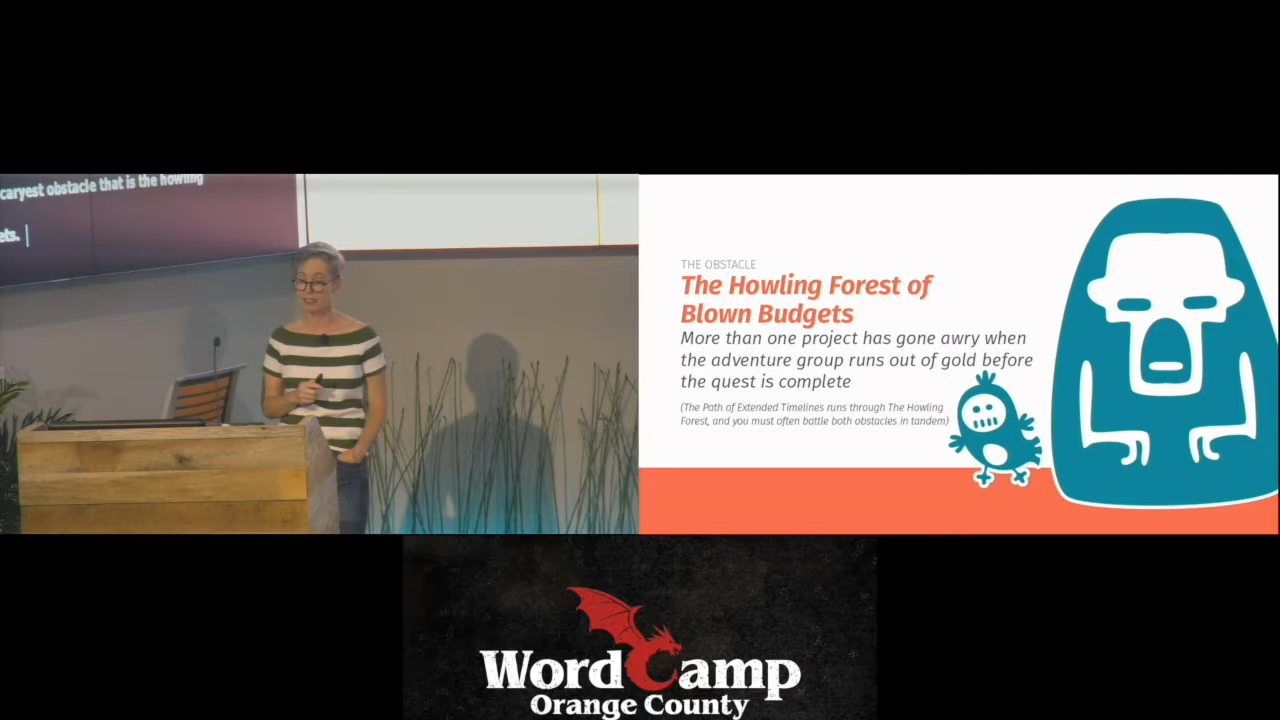 caryest obstacle that is the howling
ets.
THE OBSTACLE
The Howling Forest of
Blown Budgets
More than one project has gone awry when
the adventure group runs out of gold before
the quest is complete
(The Path of Extended Timelines runs through The Howling
Forest, and you must often battle both obstacles in tandem)
WordCamp
Orange County